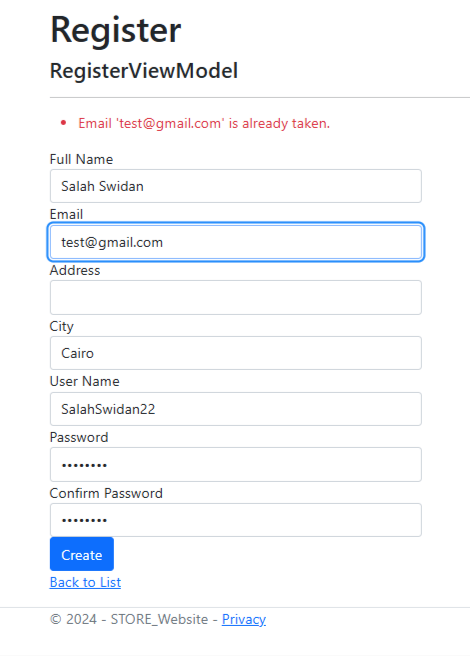 Register
RegisterViewModel
• Email 'test@gmail.com' is already taken.
Full Name
Salah Swidan
Email
test@gmail.com
Address
City
Cairo
User Name
SalahSwidan22
Password
••••••••
Confirm Password
••••••••
Create
Back to List
© 2024 - STORE_Website - Privacy